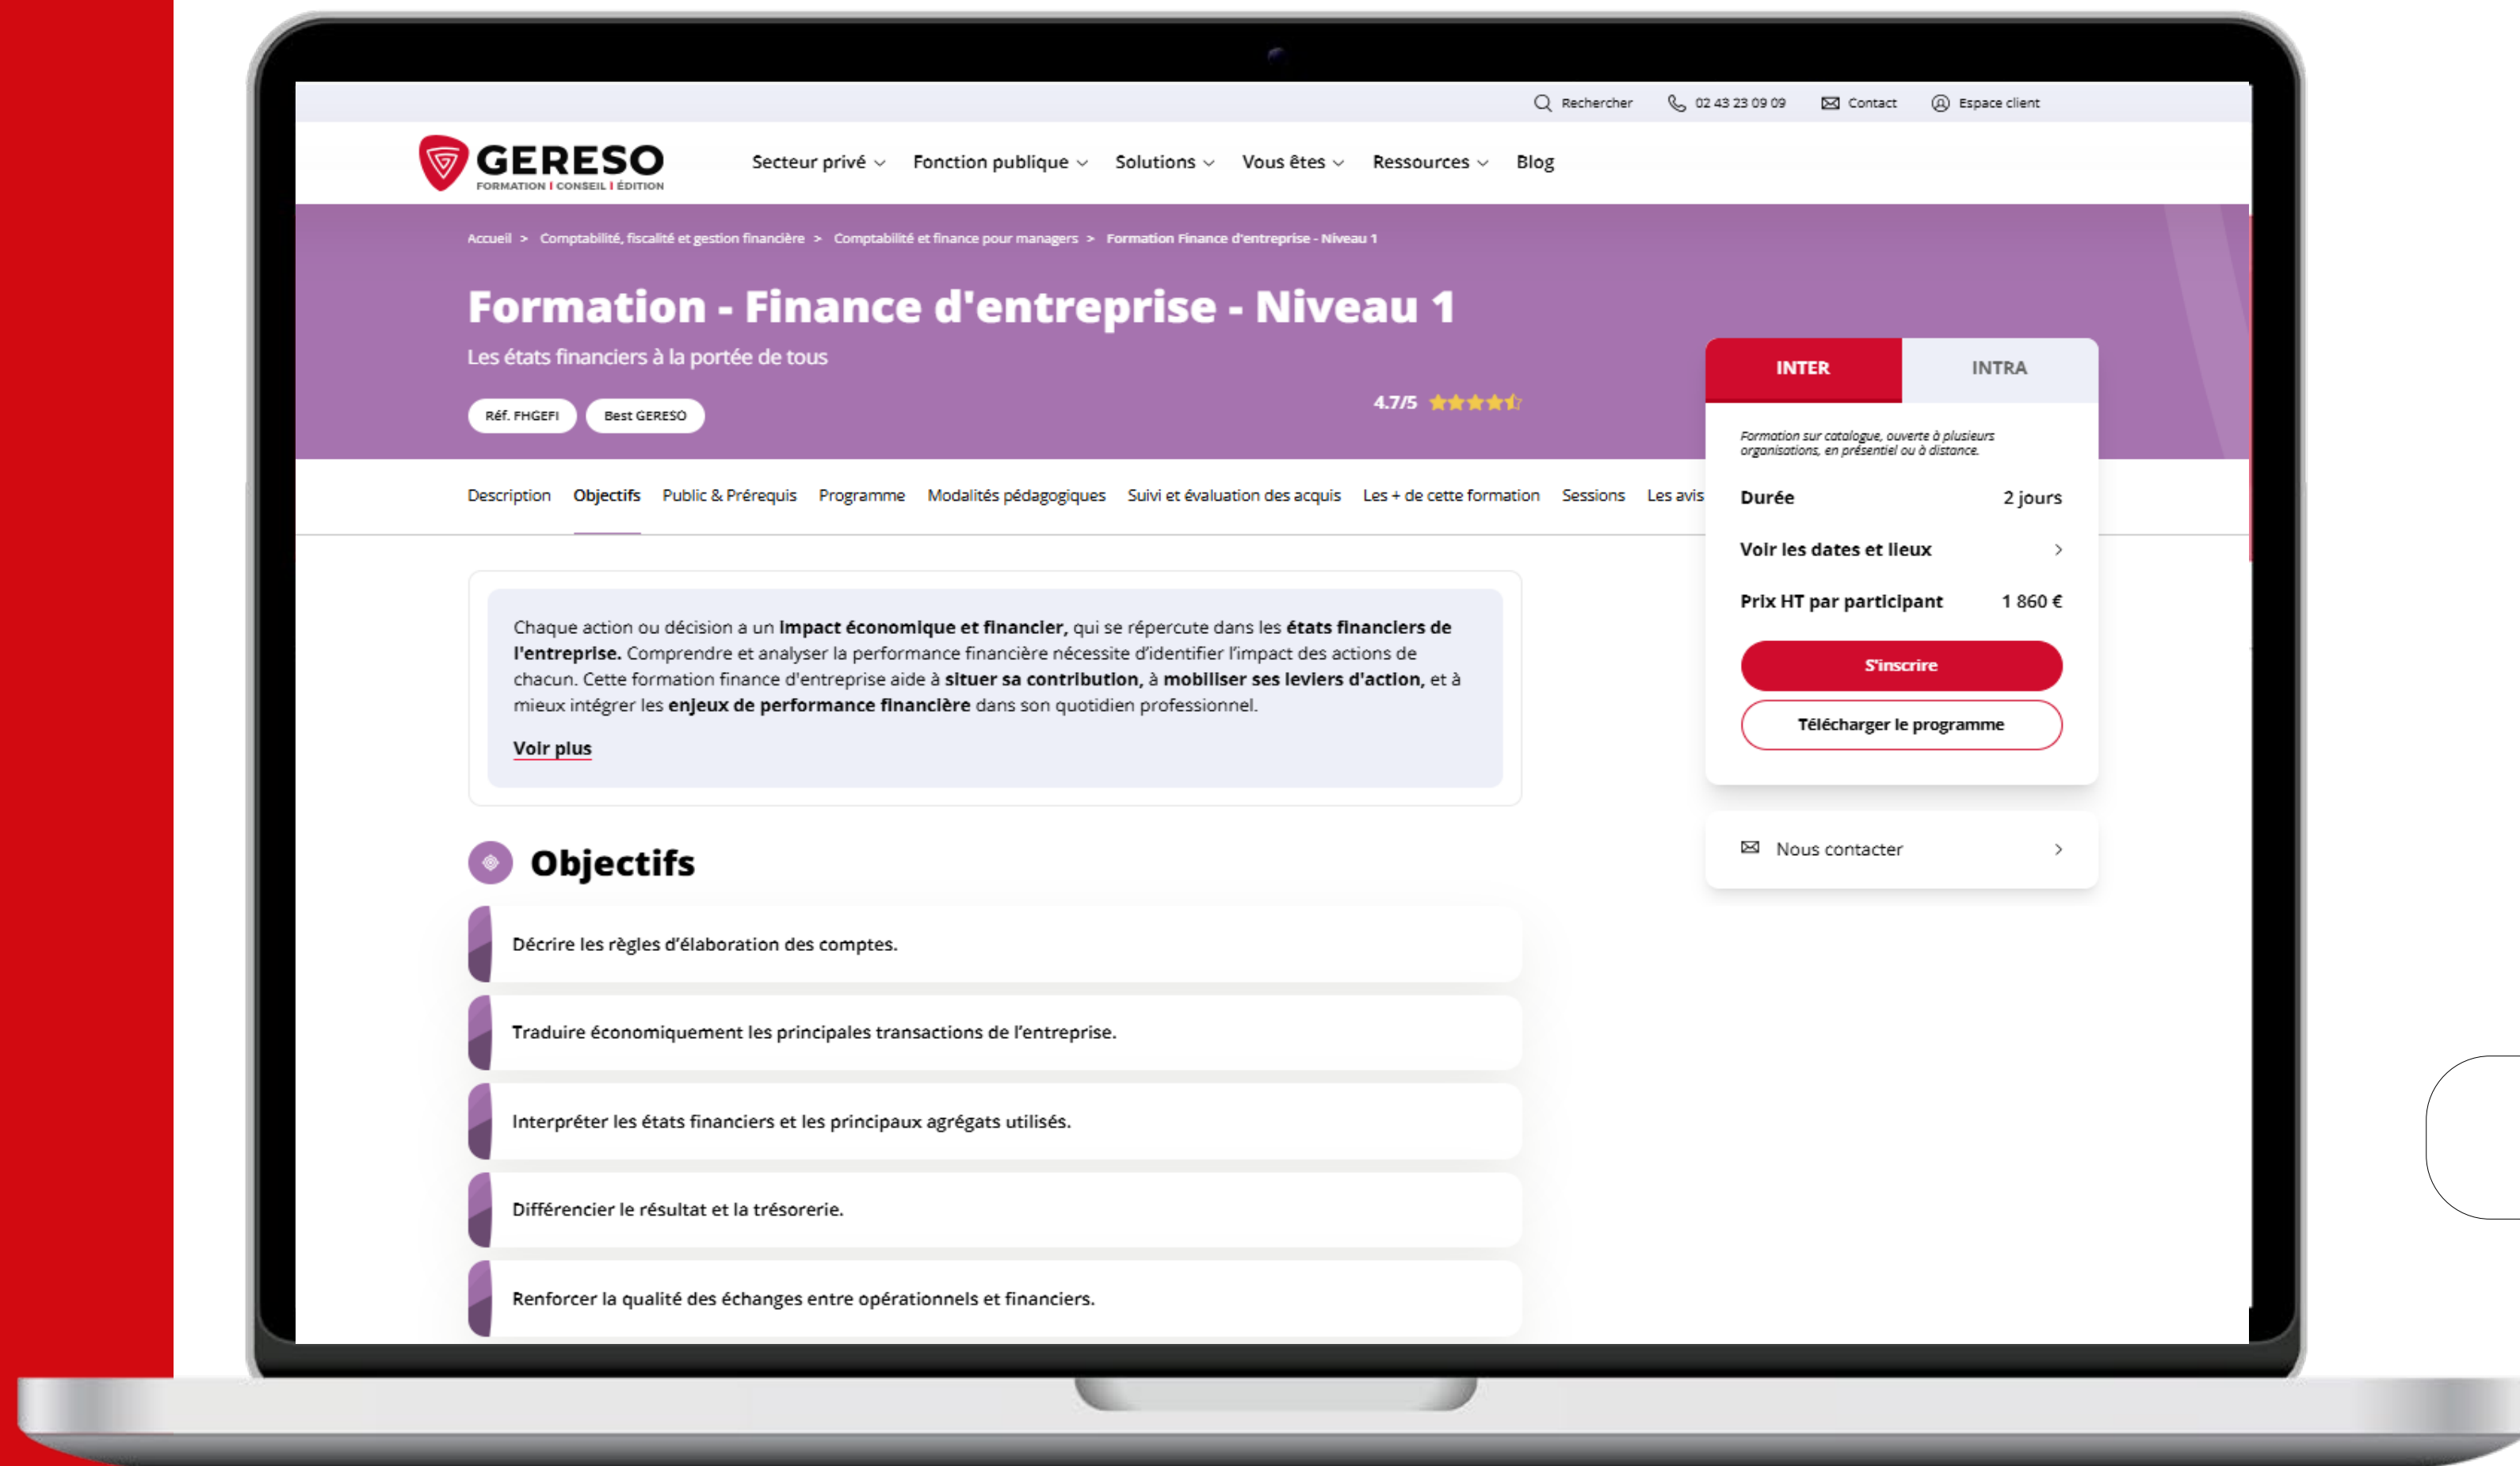 Rechercher 02 43 23 09 09 Contact Espace client
GERESO
FORMATION I CONSEIL I ÉDITION
Secteur privé Fonction publique Solutions Vous êtes Ressources Blog
Accueil > Comptabilité, fiscalité et gestion financière > Comptabilité et finance pour managers > Formation Finance d'entreprise - Niveau 1
Formation - Finance d'entreprise - Niveau 1
Les états financiers à la portée de tous
Réf. FHGEFI Best GERESO
4.7/5
INTER INTRA
Formation sur catalogue, ouverte à plusieurs
organisations, en présentiel ou à distance.
Durée 2 jours
Voir les dates et lieux
Prix HT par participant 1 860 €
S'inscrire
Télécharger le programme
Nous contacter
Description Objectifs Public & Prérequis Programme Modalités pédagogiques Suivi et évaluation des acquis Les + de cette formation Sessions Les avis
Chaque action ou décision a un impact économique et financier, qui se répercute dans les états financiers de
l'entreprise. Comprendre et analyser la performance financière nécessite d’identifier l’impact des actions de
chacun. Cette formation finance d'entreprise aide à situer sa contribution, à mobiliser ses leviers d'action, et à
mieux intégrer les enjeux de performance financière dans son quotidien professionnel.
Voir plus
Objectifs
Décrire les règles d’élaboration des comptes.
Traduire économiquement les principales transactions de l’entreprise.
Interpréter les états financiers et les principaux agrégats utilisés.
Différencier le résultat et la trésorerie.
Renforcer la qualité des échanges entre opérationnels et financiers.